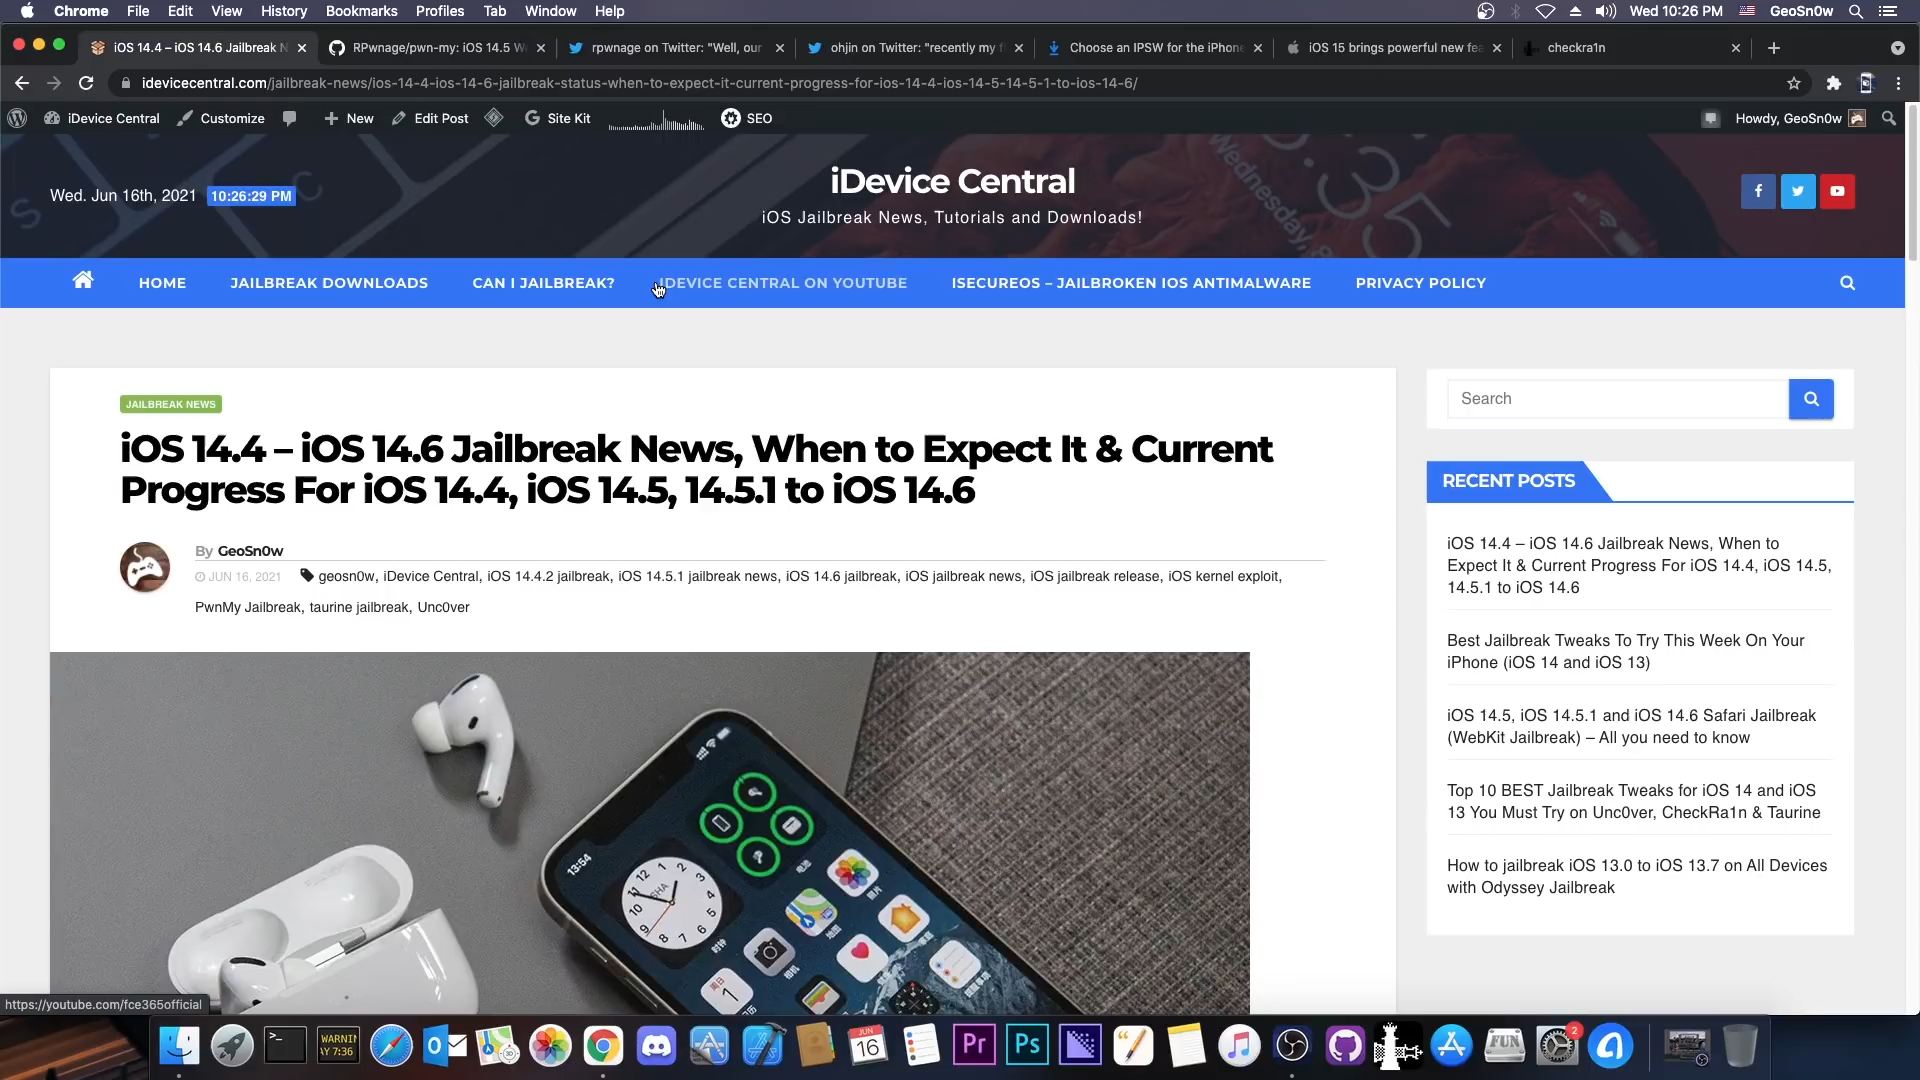 Chrome File Edit View History Bookmarks Profiles Tab Window Help
Wed 10:26 PM GeoSn0w
iOS 14.4 – iOS 14.6 Jailbreak N
RPwnage/pwn-my: iOS 14.5 W
rpwnage on Twitter: "Well, our
ohjin on Twitter: "recently my f
Choose an IPSW for the iPhone
iOS 15 brings powerful new fea
checkra1n
idevicecentral.com/jailbreak-news/ios-14-4-ios-14-6-jailbreak-status-when-to-expect-it-current-progress-for-ios-14-4-ios-14-5-14-5-1-to-ios-14-6/
iDevice Central Customize New Edit Post Site Kit SEO
Howdy, GeoSn0w
Wed. Jun 16th, 2021 10:26:29 PM
iDevice Central
iOS Jailbreak News, Tutorials and Downloads!
HOME JAILBREAK DOWNLOADS CAN I JAILBREAK? IDEVICE CENTRAL ON YOUTUBE ISECUREOS – JAILBROKEN IOS ANTIMALWARE PRIVACY POLICY
JAILBREAK NEWS
iOS 14.4 – iOS 14.6 Jailbreak News, When to Expect It & Current
Progress For iOS 14.4, iOS 14.5, 14.5.1 to iOS 14.6
By GeoSn0w
JUN 16, 2021 geosn0w, iDevice Central, iOS 14.4.2 jailbreak, iOS 14.5.1 jailbreak news, iOS 14.6 jailbreak, iOS jailbreak news, iOS jailbreak release, iOS kernel exploit,
PwnMy Jailbreak, taurine jailbreak, Unc0ver
Search
RECENT POSTS
iOS 14.4 – iOS 14.6 Jailbreak News, When to
Expect It & Current Progress For iOS 14.4, iOS 14.5,
14.5.1 to iOS 14.6
Best Jailbreak Tweaks To Try This Week On Your
iPhone (iOS 14 and iOS 13)
iOS 14.5, iOS 14.5.1 and iOS 14.6 Safari Jailbreak
(WebKit Jailbreak) – All you need to know
Top 10 BEST Jailbreak Tweaks for iOS 14 and iOS
13 You Must Try on Unc0ver, CheckRa1n & Taurine
How to jailbreak iOS 13.0 to iOS 13.7 on All Devices
with Odyssey Jailbreak
13:54
https://youtube.com/fce365official
WARNIN
AY 7:36
JUN
16
Pr
Ps
FUN
2